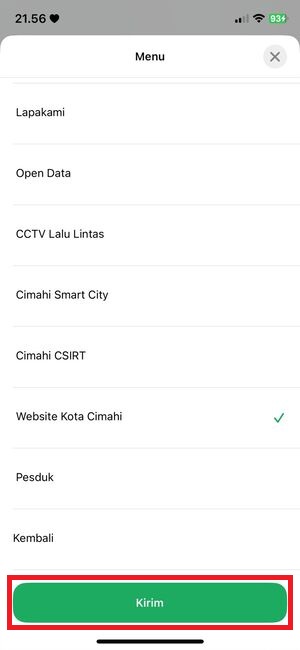 21.56
93
Menu
Lapakami
Open Data
CCTV Lalu Lintas
Cimahi Smart City
Cimahi CSIRT
Website Kota Cimahi
Pesduk
Kembali
Kirim